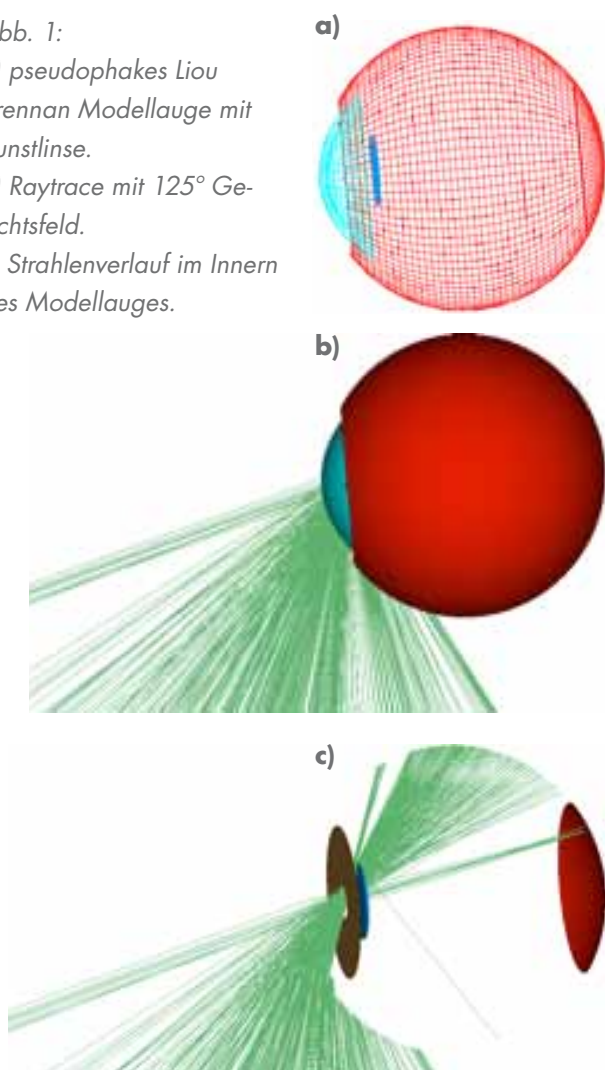 bb. 1:
) pseudophakes Liou
rennan Modellauge mit
unstlinse.
) Raytrace mit 125° Ge-
chtsfeld.
Strahlenverlauf im Innern
es Modellauges.
a)
b)
c)